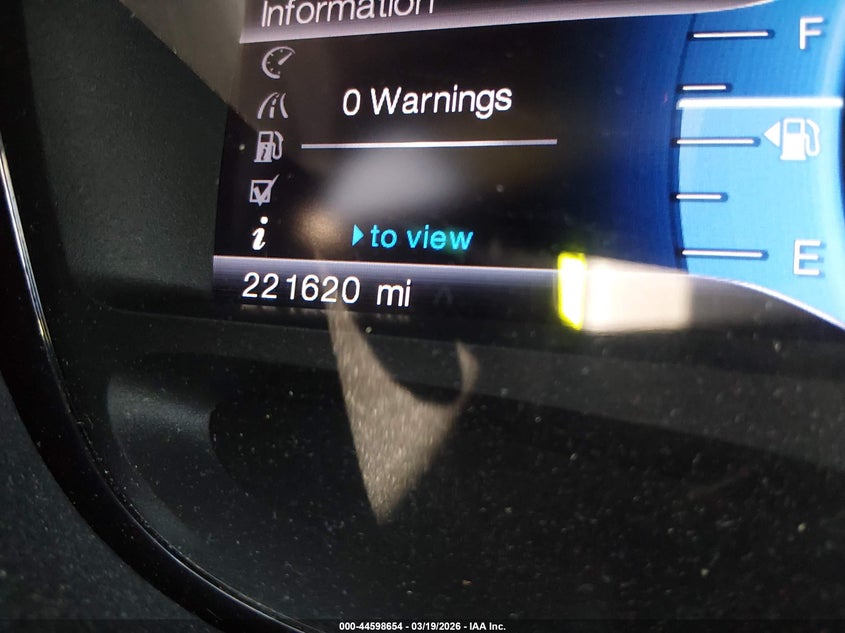 Information
F
0 Warnings
to view
E
221620 mi
000-44598654 - 03/19/2026 - IAA Inc.